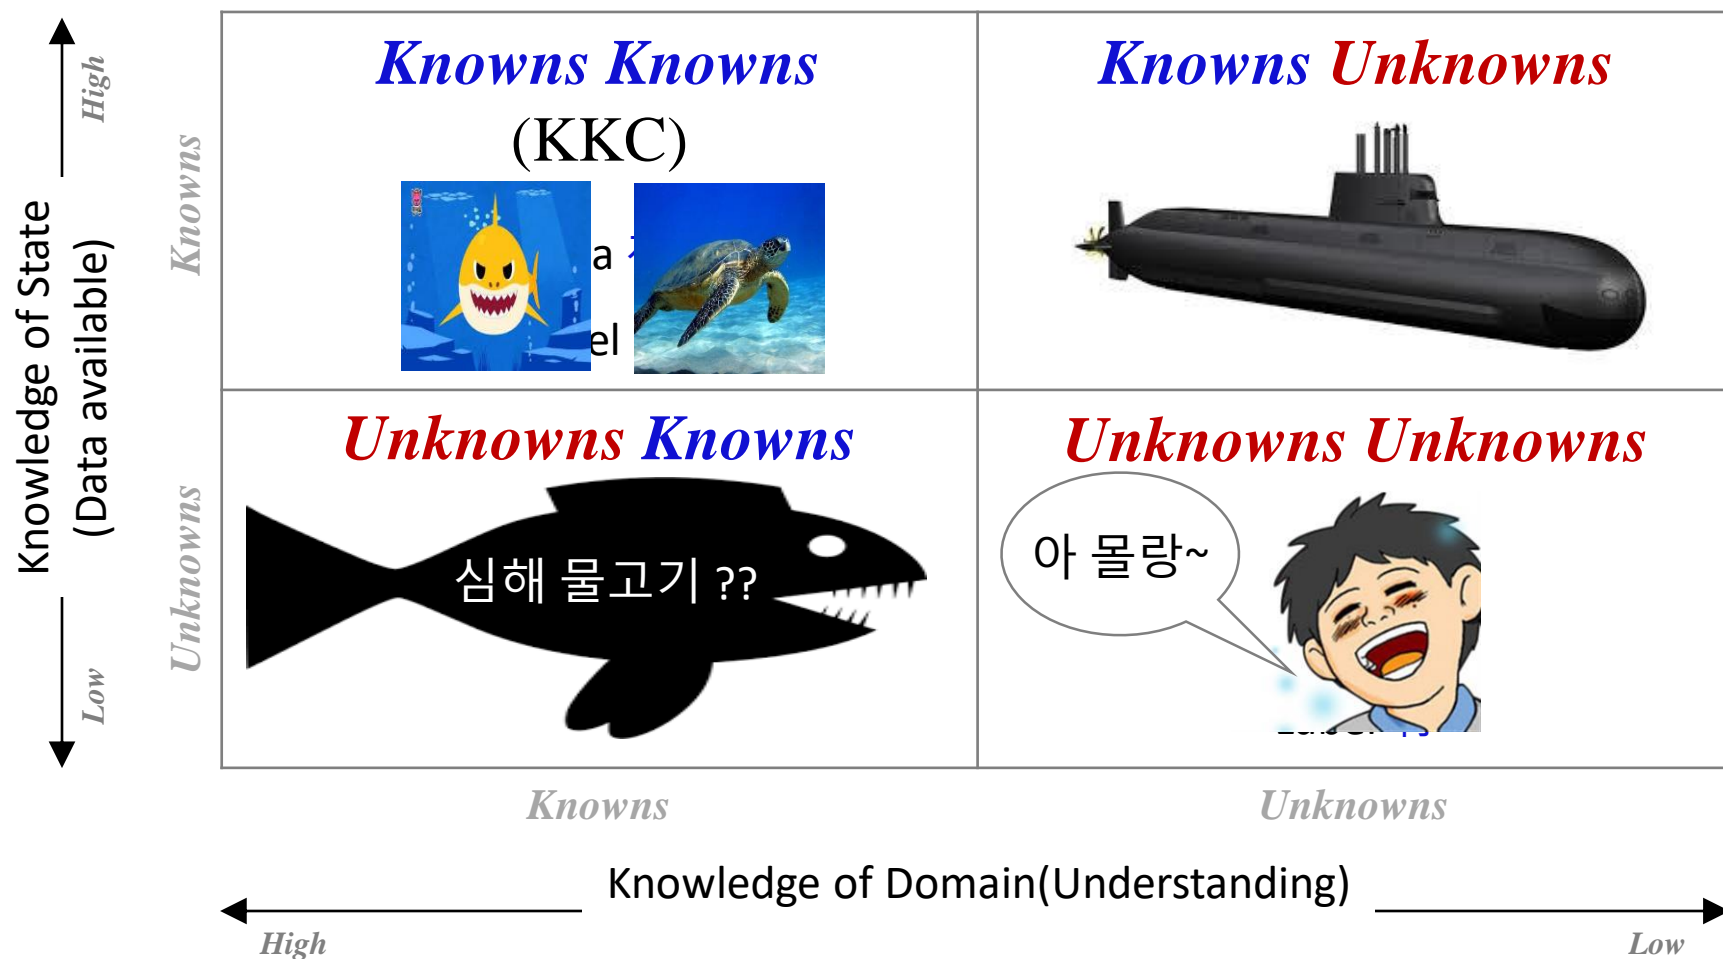 High
Knowledge of State
(Data available)
Low
Knowns
Unknowns
Knowns Knowns
(KKC)
a
el
Knowns Unknowns
Unknowns Knowns
심해 물고기 ??
Unknowns Unknowns
아 몰랑~
Knowns
Unknowns
Knowledge of Domain(Understanding)
High
Low